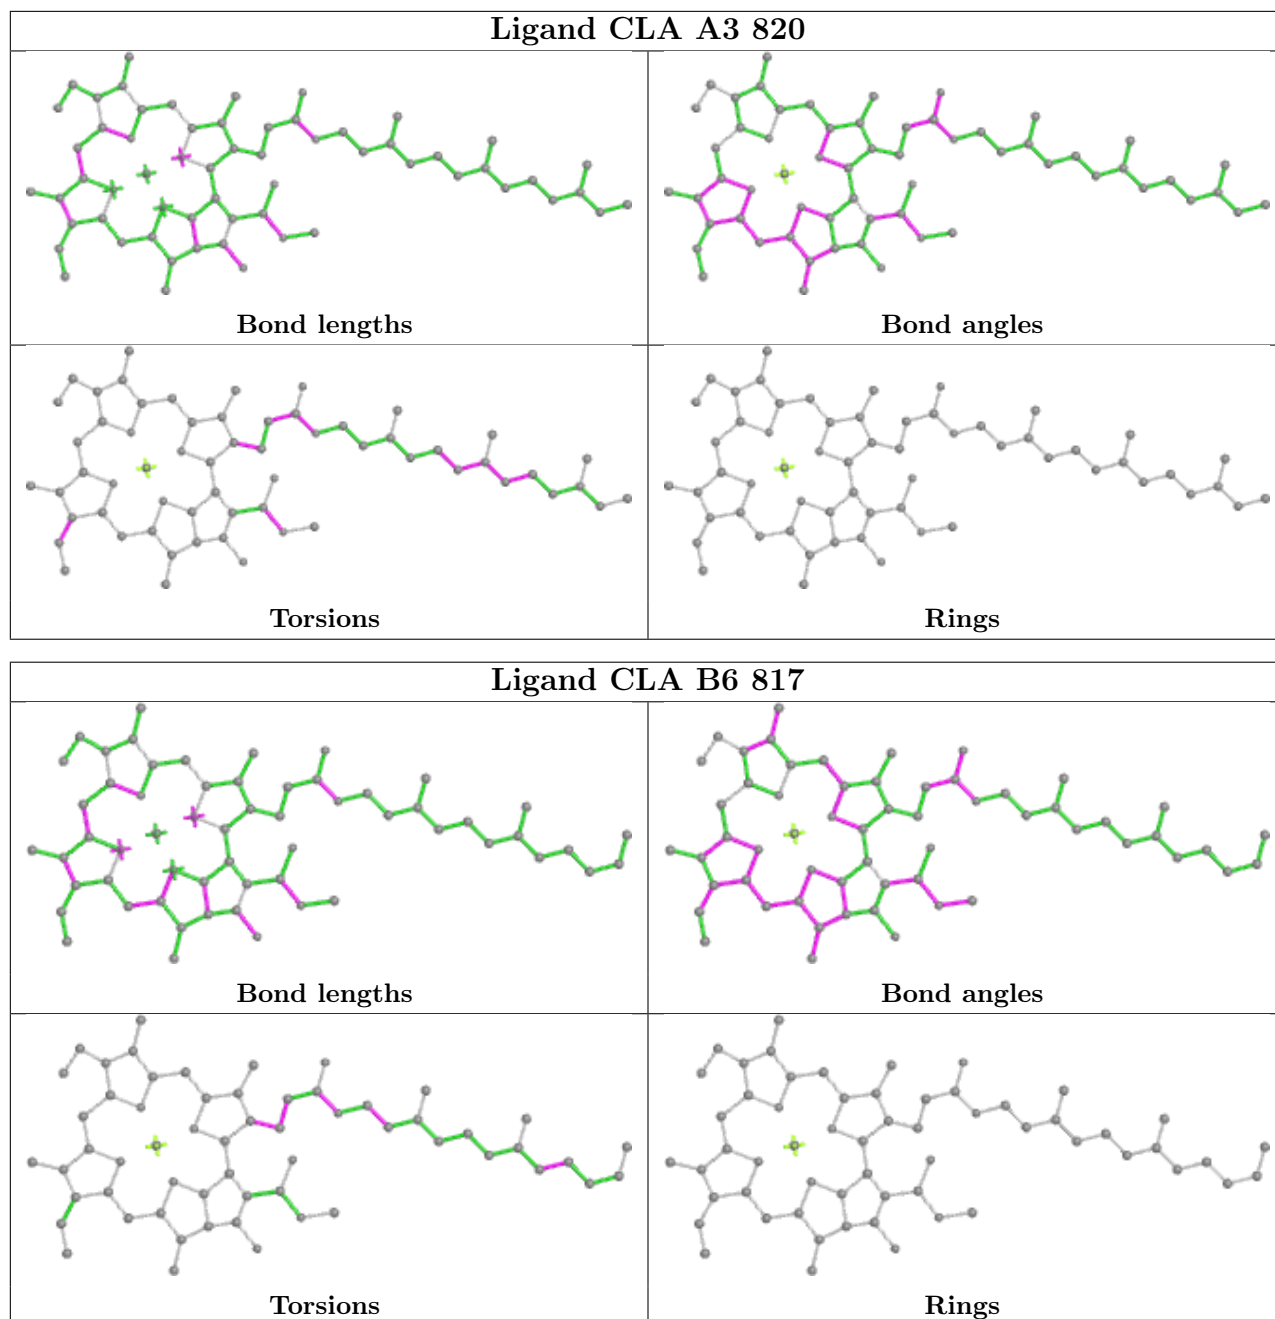 Ligand CLA A3 820
Bond lengths
Bond angles
Torsions
Rings
Ligand CLA B6 817
Bond lengths
Bond angles
Torsions
Rings